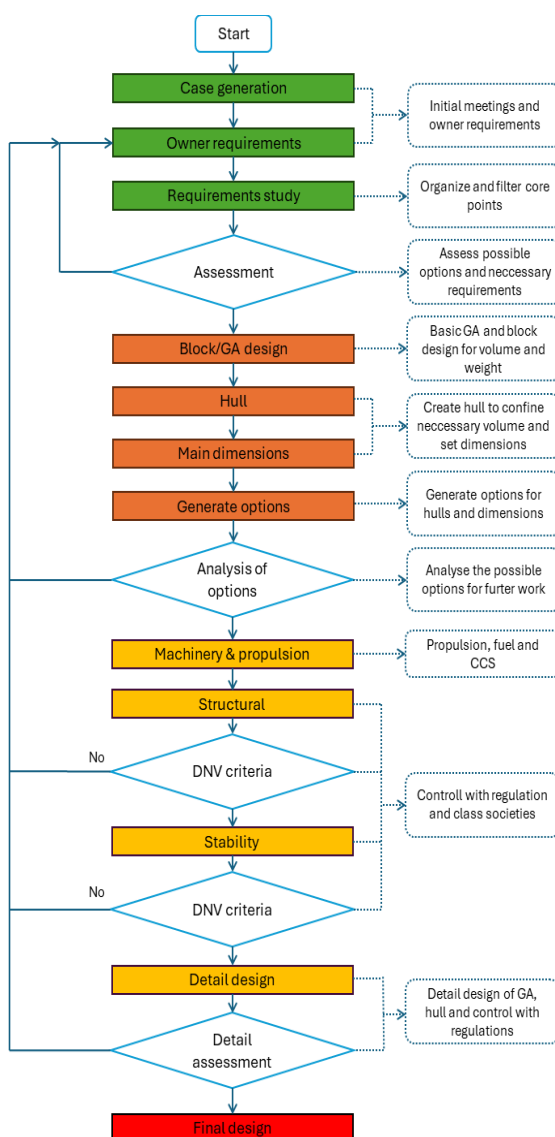 Start
Case generation
Initial meetings and
owner requirements
Owner requirements
Requirements study
Organize and filter core
points
Assessment
Assess possible
options and neccessary
requirements
Block/GA design
Basic GA and block
design for volume and
weight
Hull
Create hull to confine
neccessary volume and
set dimensions
Main dimensions
Generate options
Generate options for
hulls and dimensions
Analysis of
options
Analyse the possible
options for furter work
Machinery & propulsion
Propulsion, fuel and
CCS
Structural
No
DNV criteria
Controll with regulation
and class societies
Stability
No
DNV criteria
Detail design
Detail design of GA,
hull and control with
regulations
Detail
assessment
Final design